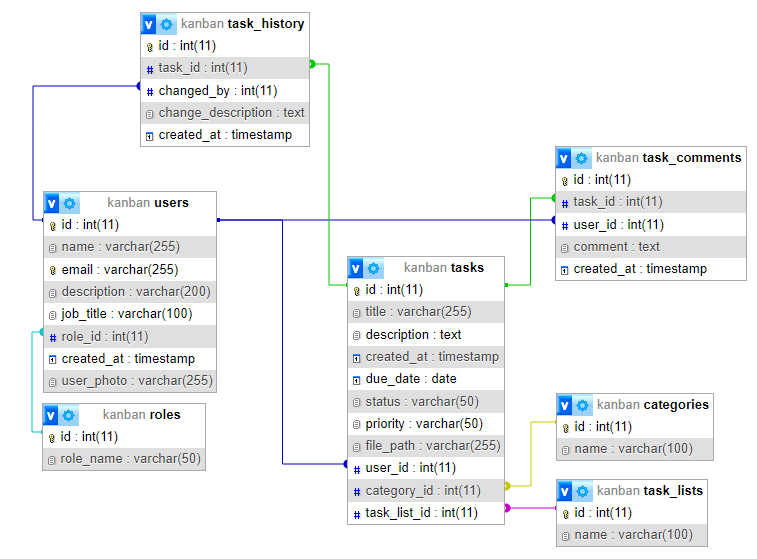 kanban task_history
id : int(11)
# task_id : int(11)
# changed_by : int(11)
change_description : text
created_at : timestamp
kanban task_comments
id : int(11)
# task_id : int(11)
# user_id : int(11)
comment : text
created_at : timestamp
kanban users
id : int(11)
name : varchar(255)
email : varchar(255)
description : varchar(200)
job_title : varchar(100)
# role_id : int(11)
created_at : timestamp
user_photo : varchar(255)
kanban tasks
id : int(11)
title : varchar(255)
description : text
created_at : timestamp
due_date : date
status : varchar(50)
priority : varchar(50)
file_path : varchar(255)
# user_id : int(11)
# category_id : int(11)
# task_list_id : int(11)
kanban roles
id : int(11)
role_name : varchar(50)
kanban categories
id : int(11)
name : varchar(100)
kanban task_lists
id : int(11)
name : varchar(100)